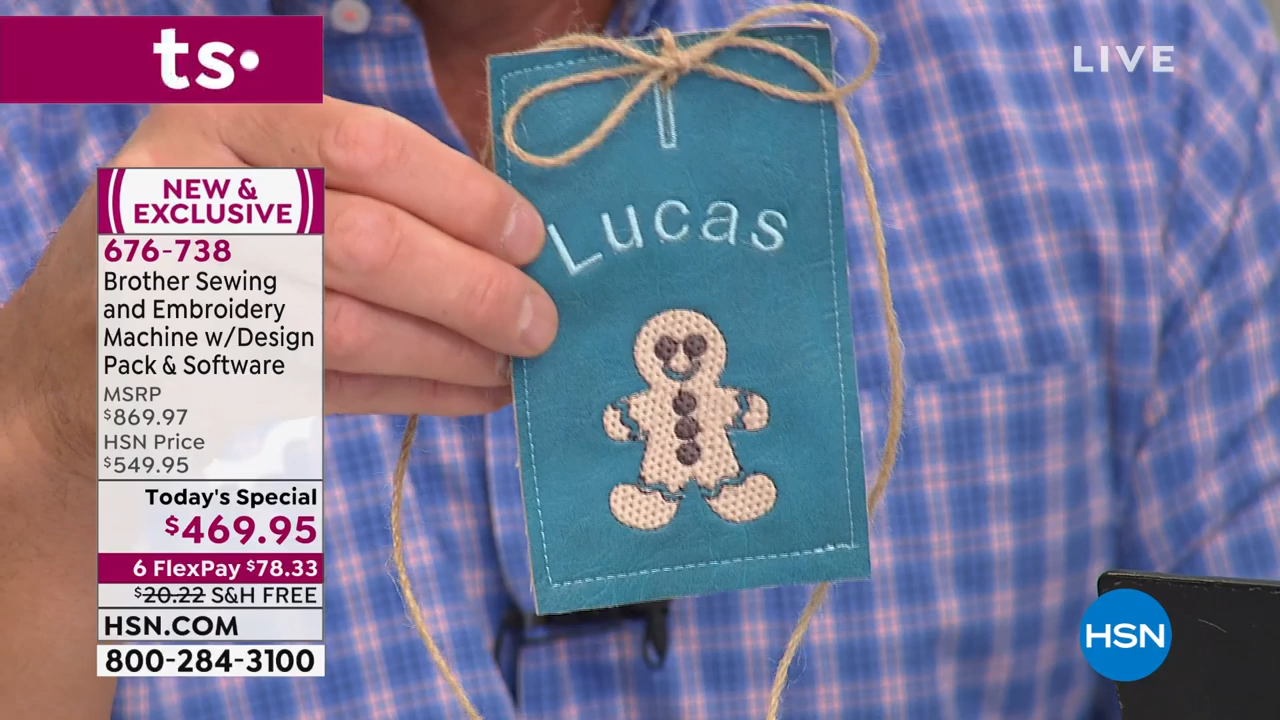 ts.
LIVE
NEW &
EXCLUSIVE
676-738
Brother Sewing
and Embroidery
Machine w/Design
Pack & Software
MSRP
$869.97
HSN Price
$549.95
Today's Special
$469.95
6 FlexPay $78.33
$20.22 S&H FREE
HSN.COM
800-284-3100
Lucas
HSN